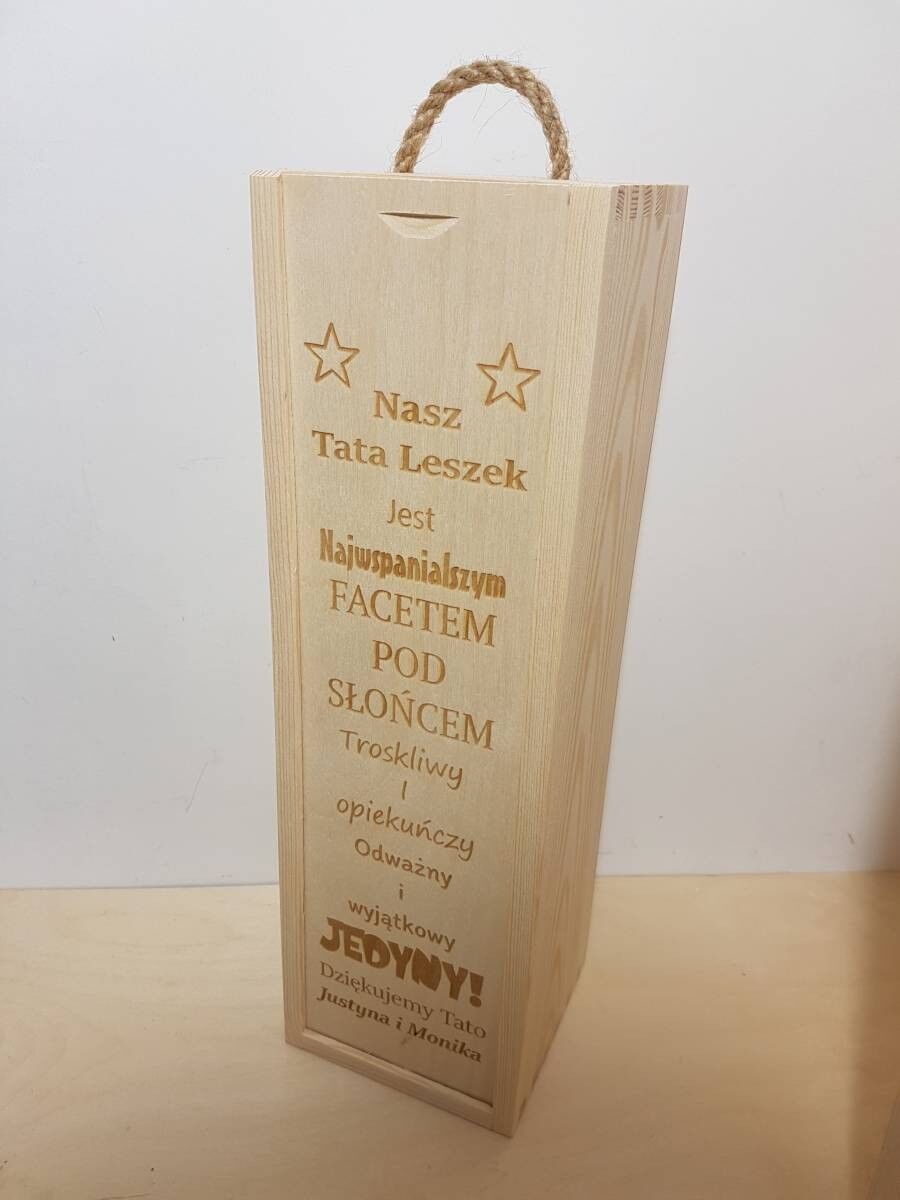 Nasz
Tata Leszek
Jest
Najwspanialszym
FACETEM
POD
SŁOŃCEM
Troskliwy
I
opiekuńczy
Odważny
i
wyjątkowy
JEDYNY!
Dziękujemy Tato
Justyna i Monika